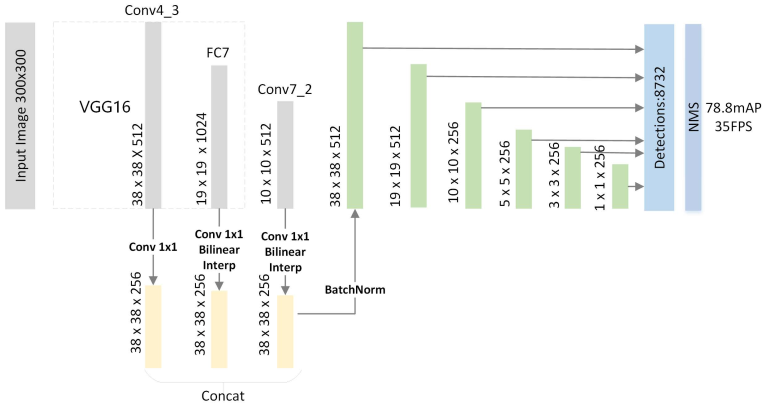 Conv4_3
FC7
Conv7_2
Input Image 300x300
VGG16
38 x 38 x 512
19 x 19 x 1024
10 x 10 x 512
38 x 38 x 512
19 x 19 x 512
10 x 10 x 256
5 x 5 x 256
3 x 3 x 256
1 x 1 x 256
Detections:8732
NMS
78.8mAP
35FPS
Conv 1x1
Conv 1x1
Bilinear
Interp
Conv 1x1
Bilinear
Interp
BatchNorm
38 x 38 x 256
38 x 38 x 256
38 x 38 x 256
Concat